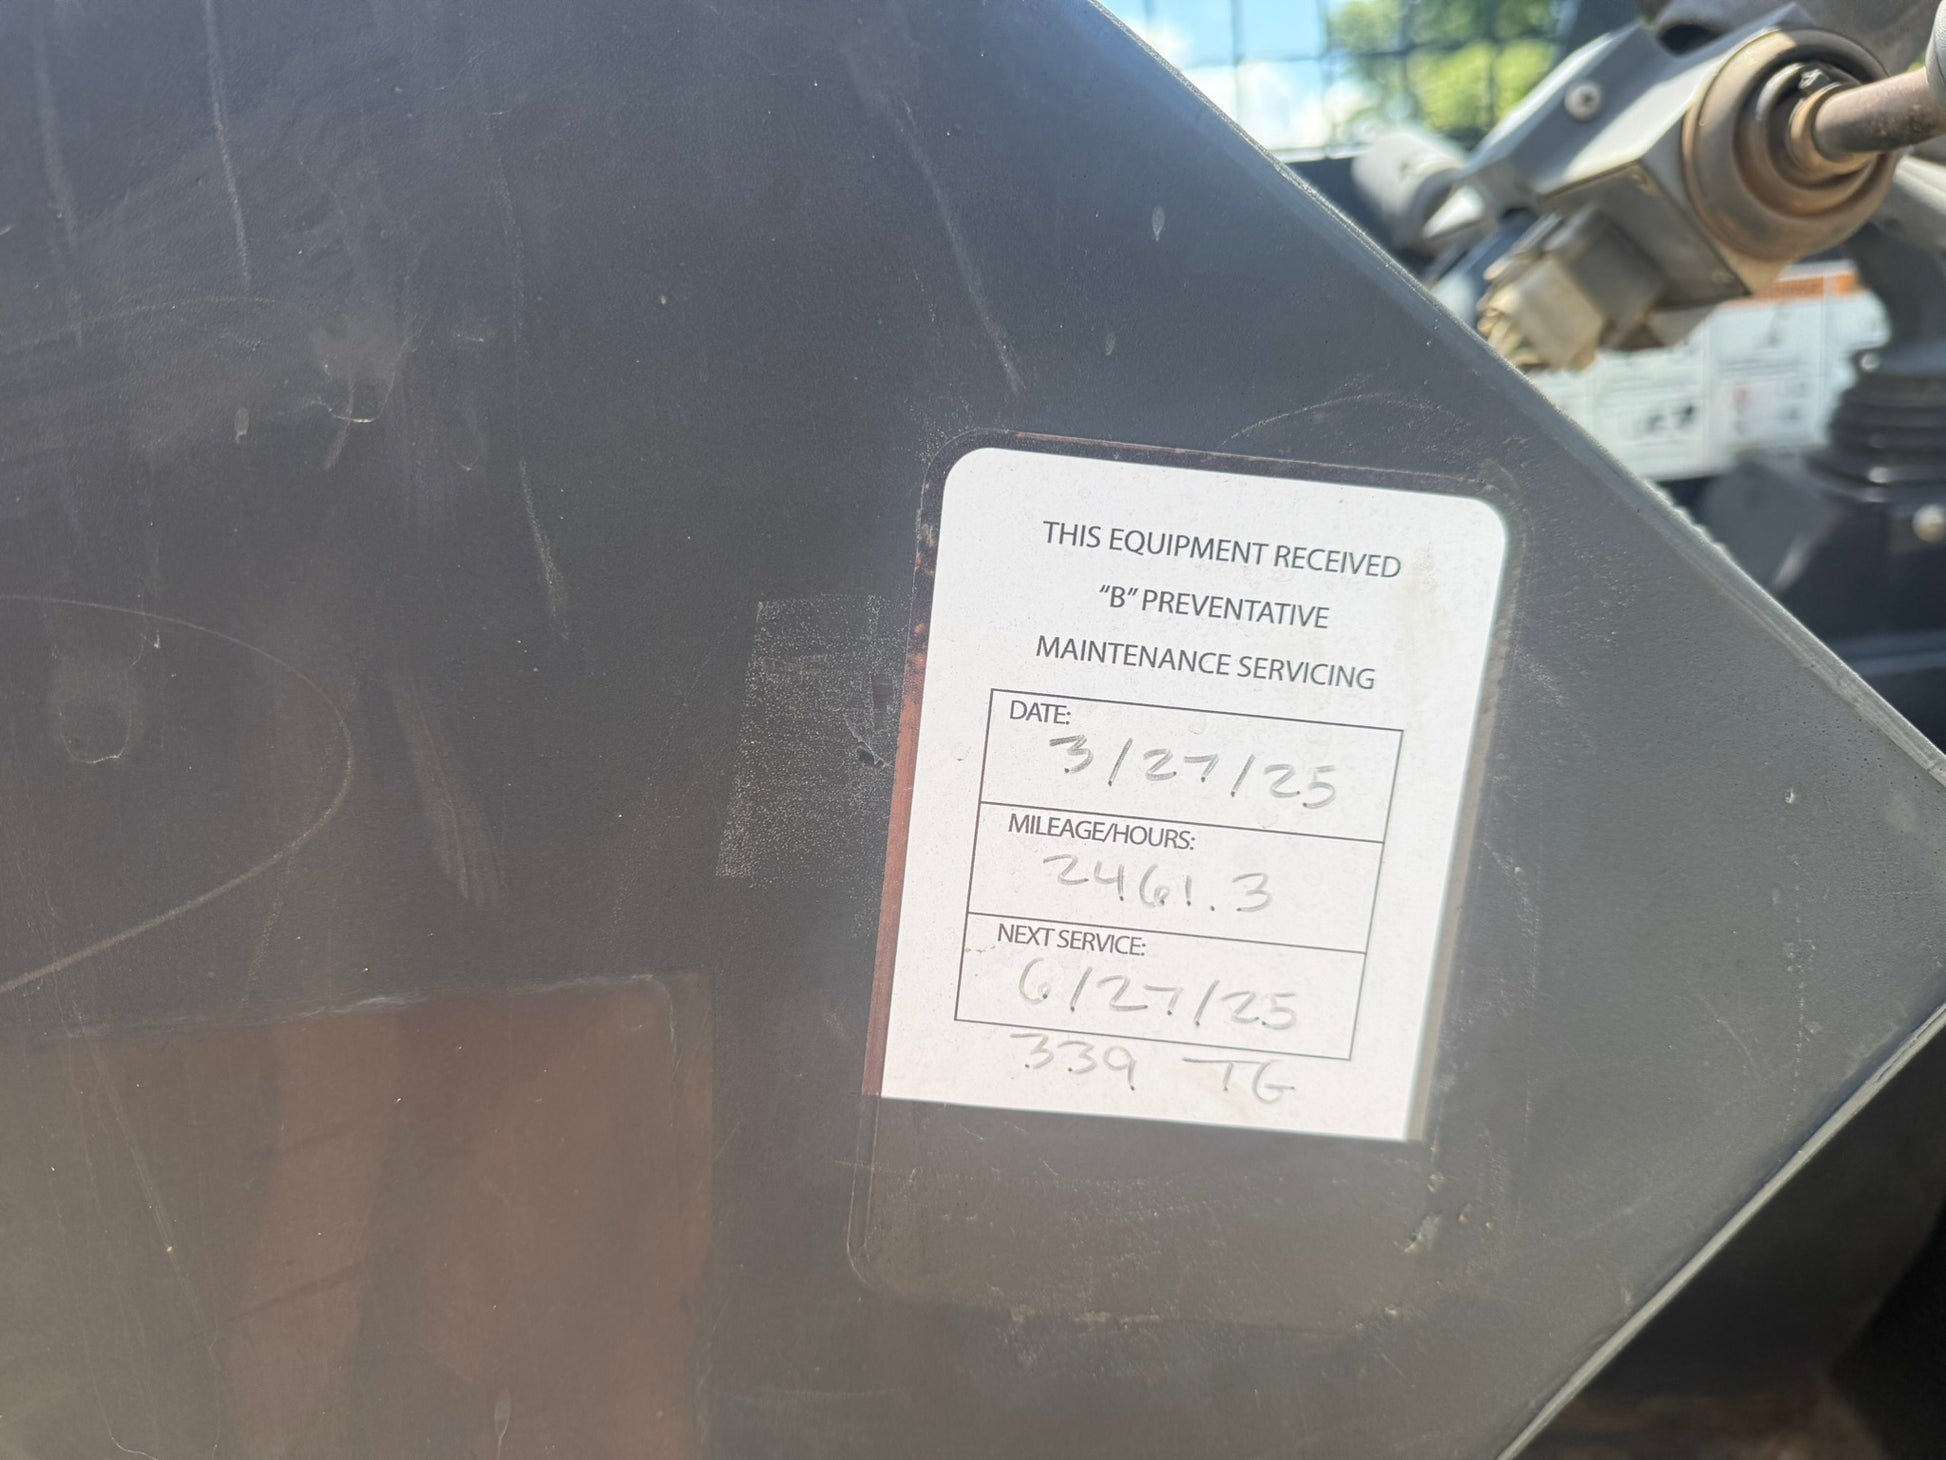 THIS EQUIPMENT RECEIVED
“B” PREVENTATIVE
MAINTENANCE SERVICING
DATE:
3/27/25
MILEAGE/HOURS:
2461.3
NEXT SERVICE:
6/27/25
339 TG